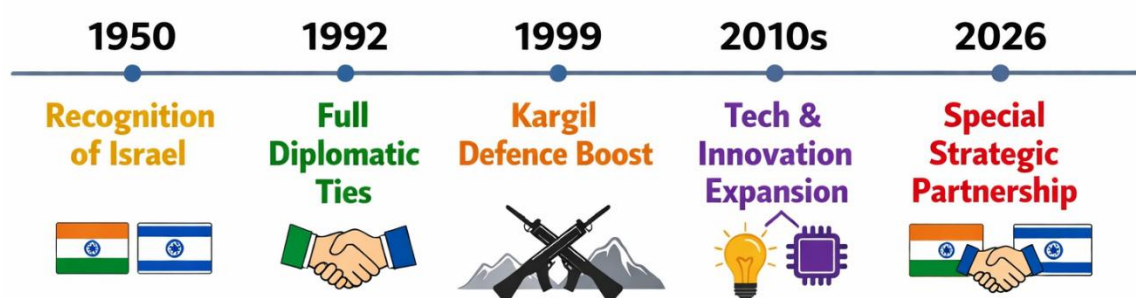 1950
Recognition
of Israel
1992
Full
Diplomatic
Ties
1999
Kargil
Defence Boost
2010s
Tech &
Innovation
Expansion
2026
Special
Strategic
Partnership